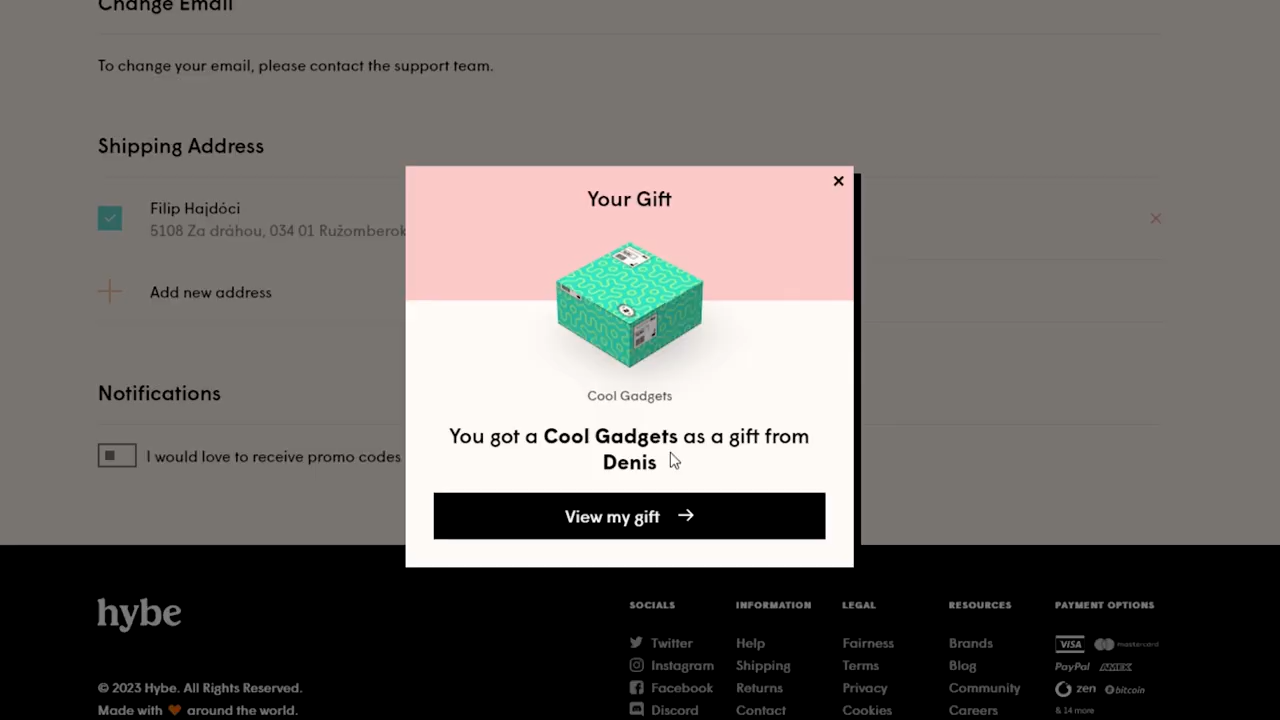 Change Email
To change your email, please contact the support team.
Shipping Address
Filip Hajdóci
5108 Za dráhou, 034 01 Ružomberok
Add new address
Notifications
I would love to receive promo codes
Your Gift
Cool Gadgets
You got a Cool Gadgets as a gift from
Denis
View my gift
hybe
© 2023 Hybe. All Rights Reserved.
Made with around the world.
SOCIALS
Twitter
Instagram
Facebook
Discord
INFORMATION
Help
Shipping
Returns
Contact
LEGAL
Fairness
Terms
Privacy
Cookies
RESOURCES
Brands
Blog
Community
Careers
PAYMENT OPTIONS
VISA mastercard
PayPal AMEX
zen bitcoin
& 14 more